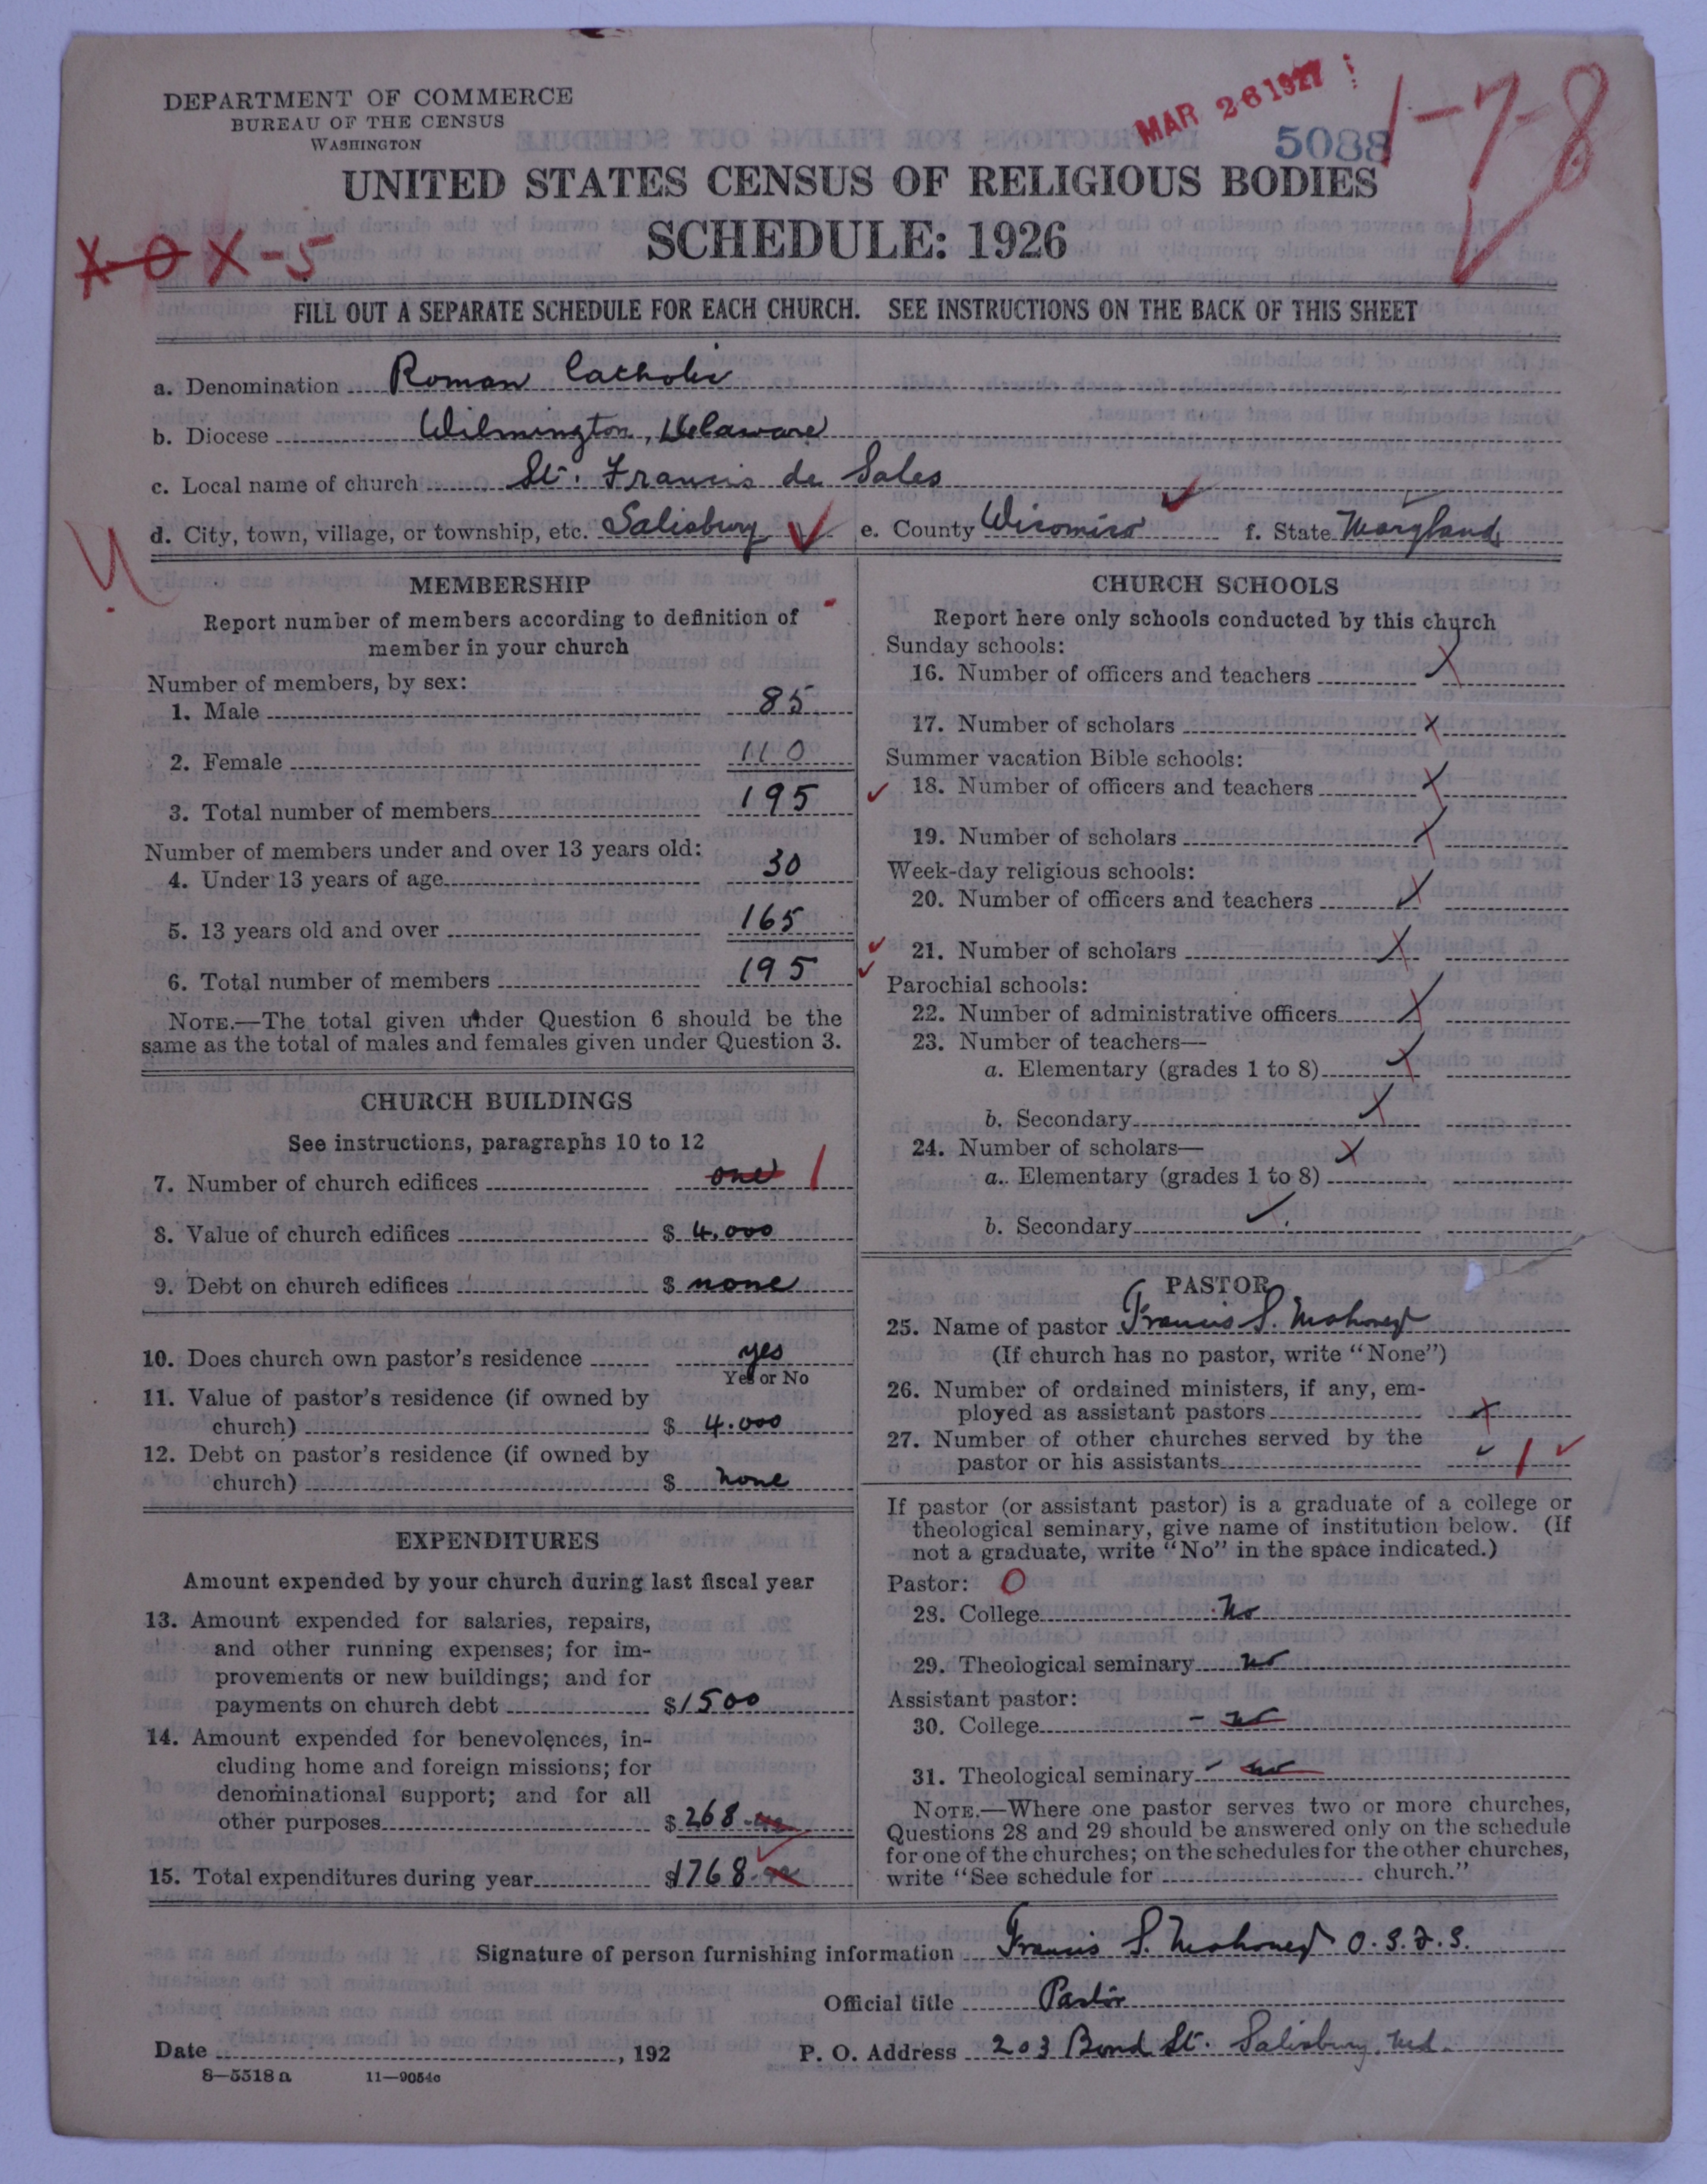 DEPARTMENT OF COMMERCE
BUREAU OF THE CENSUS
WASHINGTON
MAR 26 1927
5088
1-7-8
UNITED STATES CENSUS OF RELIGIOUS BODIES
SCHEDULE: 1926
X-0 X-5
FILL OUT A SEPARATE SCHEDULE FOR EACH CHURCH. SEE INSTRUCTIONS ON THE BACK OF THIS SHEET
a. Denomination Roman Catholic
b. Diocese Wilmington, Delaware
c. Local name of church St. Francis de Sales
d. City, town, village, or township, etc. Salisbury e. County Wicomico f. State Maryland
MEMBERSHIP
Report number of members according to definition of
member in your church
Number of members, by sex:
1. Male 85
2. Female 110
3. Total number of members 195
Number of members under and over 13 years old:
4. Under 13 years of age 30
5. 13 years old and over 165
6. Total number of members 195
NOTE.—The total given under Question 6 should be the
same as the total of males and females given under Question 3.
CHURCH BUILDINGS
See instructions, paragraphs 10 to 12
7. Number of church edifices one 1
8. Value of church edifices $ 4,000
9. Debt on church edifices $ none
10. Does church own pastor's residence yes
Yes or No
11. Value of pastor's residence (if owned by
church) $ 4.000
12. Debt on pastor's residence (if owned by
church) $ none
EXPENDITURES
Amount expended by your church during last fiscal year
13. Amount expended for salaries, repairs,
and other running expenses; for im-
provements or new buildings; and for
payments on church debt $1500
14. Amount expended for benevolences, in-
cluding home and foreign missions; for
denominational support; and for all
other purposes $ 268
15. Total expenditures during year $1768
CHURCH SCHOOLS
Report here only schools conducted by this church
Sunday schools:
16. Number of officers and teachers X
17. Number of scholars X
Summer vacation Bible schools:
18. Number of officers and teachers X
19. Number of scholars X
Week-day religious schools:
20. Number of officers and teachers X
21. Number of scholars X
Parochial schools:
22. Number of administrative officers X
23. Number of teachers—
a. Elementary (grades 1 to 8) X
b. Secondary X
24. Number of scholars— X
a. Elementary (grades 1 to 8)
b. Secondary
PASTOR
25. Name of pastor Francis S. Mahoney
(If church has no pastor, write "None")
26. Number of ordained ministers, if any, em-
ployed as assistant pastors X
27. Number of other churches served by the
pastor or his assistants 1
If pastor (or assistant pastor) is a graduate of a college or
theological seminary, give name of institution below. (If
not a graduate, write "No" in the space indicated.)
Pastor: 0
28. College No
29. Theological seminary no
Assistant pastor:
30. College - no
31. Theological seminary - no
NOTE.—Where one pastor serves two or more churches,
Questions 28 and 29 should be answered only on the schedule
for one of the churches; on the schedules for the other churches,
write "See schedule for church."
Signature of person furnishing information Francis S. Mahoney O.S.F.S.
Official title Pastor
Date , 192 P. O. Address 203 Bond St. Salisbury, Md.
8—5518a 11—9054c